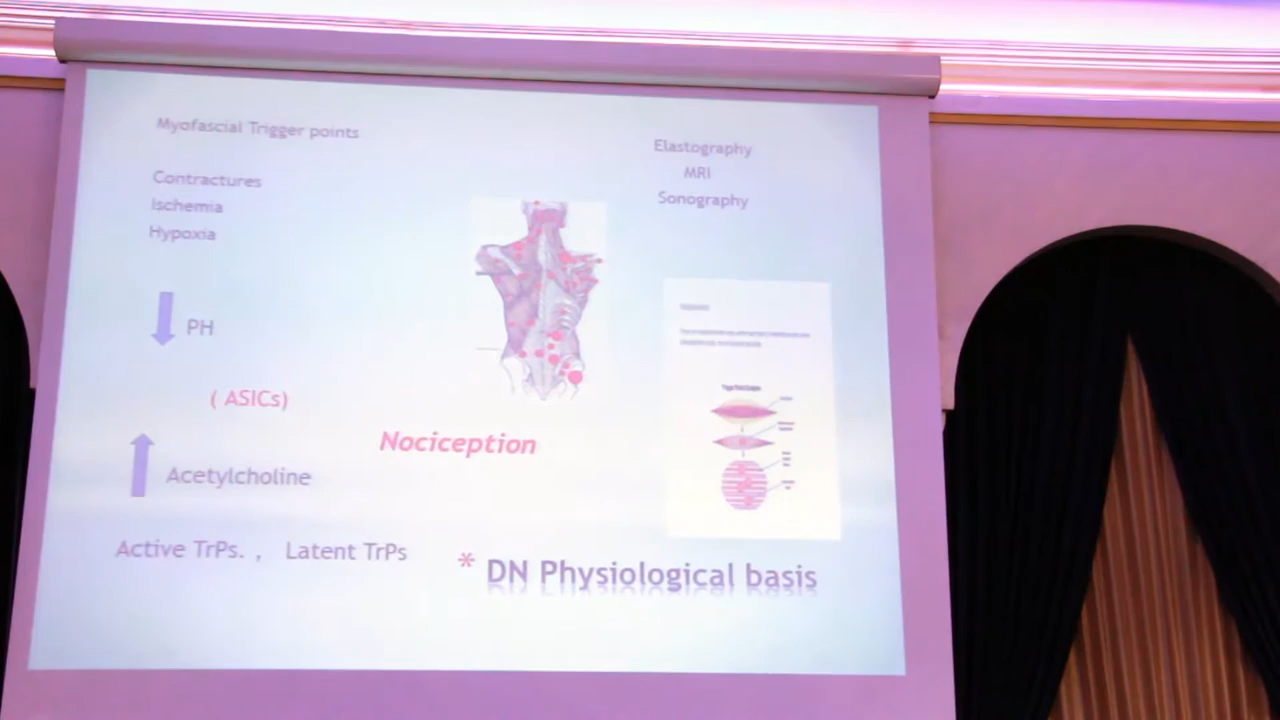 Myofascial Trigger points
Contractures
Ischemia
Hypoxia
PH
( ASICs)
Acetylcholine
Active TrPs. , Latent TrPs
Nociception
Elastography
MRI
Sonography
* DN Physiological basis